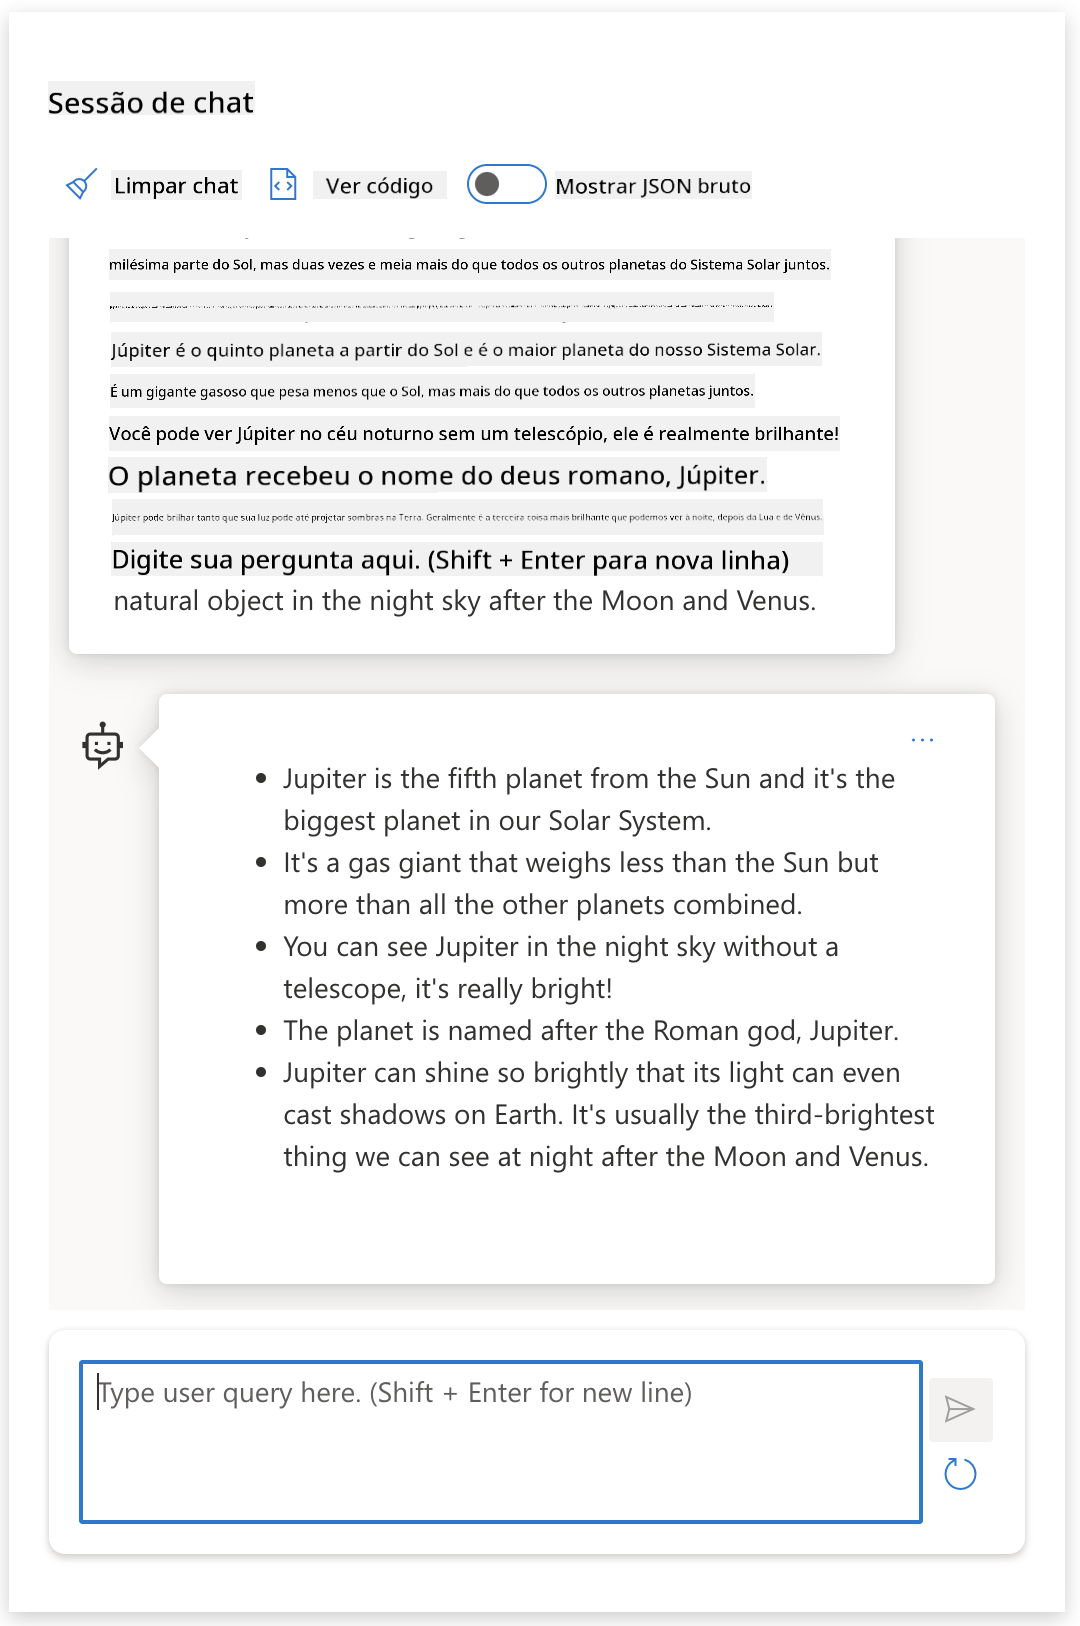 Sessão de chat
Limpar chat Ver código Mostrar JSON bruto
milésima parte do Sol, mas duas vezes e meia mais do que todos os outros planetas do Sistema Solar juntos.
Júpiter é o quinto planeta a partir do Sol e é o maior planeta do nosso Sistema Solar.
É um gigante gasoso que pesa menos que o Sol, mas mais do que todos os outros planetas juntos.
Você pode ver Júpiter no céu noturno sem um telescópio, ele é realmente brilhante!
O planeta recebeu o nome do deus romano, Júpiter.
Júpiter pode brilhar tanto que sua luz pode até projetar sombras na Terra. Geralmente é a terceira coisa mais brilhante que podemos ver à noite, depois da Lua e de Vênus.
Digite sua pergunta aqui. (Shift + Enter para nova linha)
natural object in the night sky after the Moon and Venus.
• Jupiter is the fifth planet from the Sun and it's the
biggest planet in our Solar System.
• It's a gas giant that weighs less than the Sun but
more than all the other planets combined.
• You can see Jupiter in the night sky without a
telescope, it's really bright!
• The planet is named after the Roman god, Jupiter.
• Jupiter can shine so brightly that its light can even
cast shadows on Earth. It's usually the third-brightest
thing we can see at night after the Moon and Venus.
Type user query here. (Shift + Enter for new line)